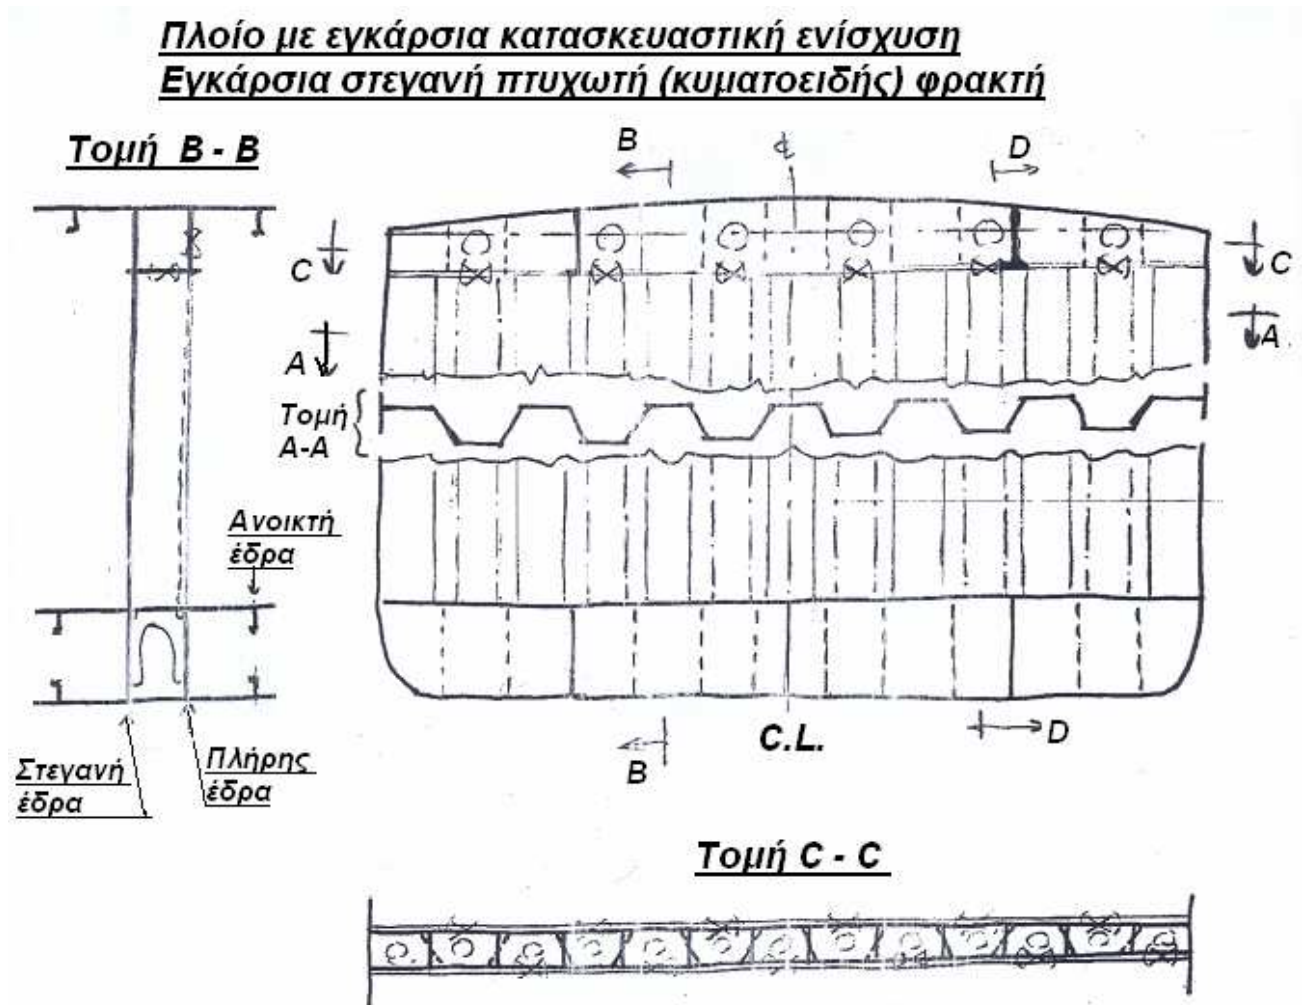 Πλοίο με εγκάρσια κατασκευαστική ενίσχυση
Εγκάρσια στεγανή πτυχωτή (κυματοειδής) φρακτή
Τομή Β - Β
B
D
C
C
A
A
Τομή
Α-Α
Ανοικτή
έδρα
Στεγανή
έδρα
Πλήρης
έδρα
B
C.L.
D
Τομή C - C